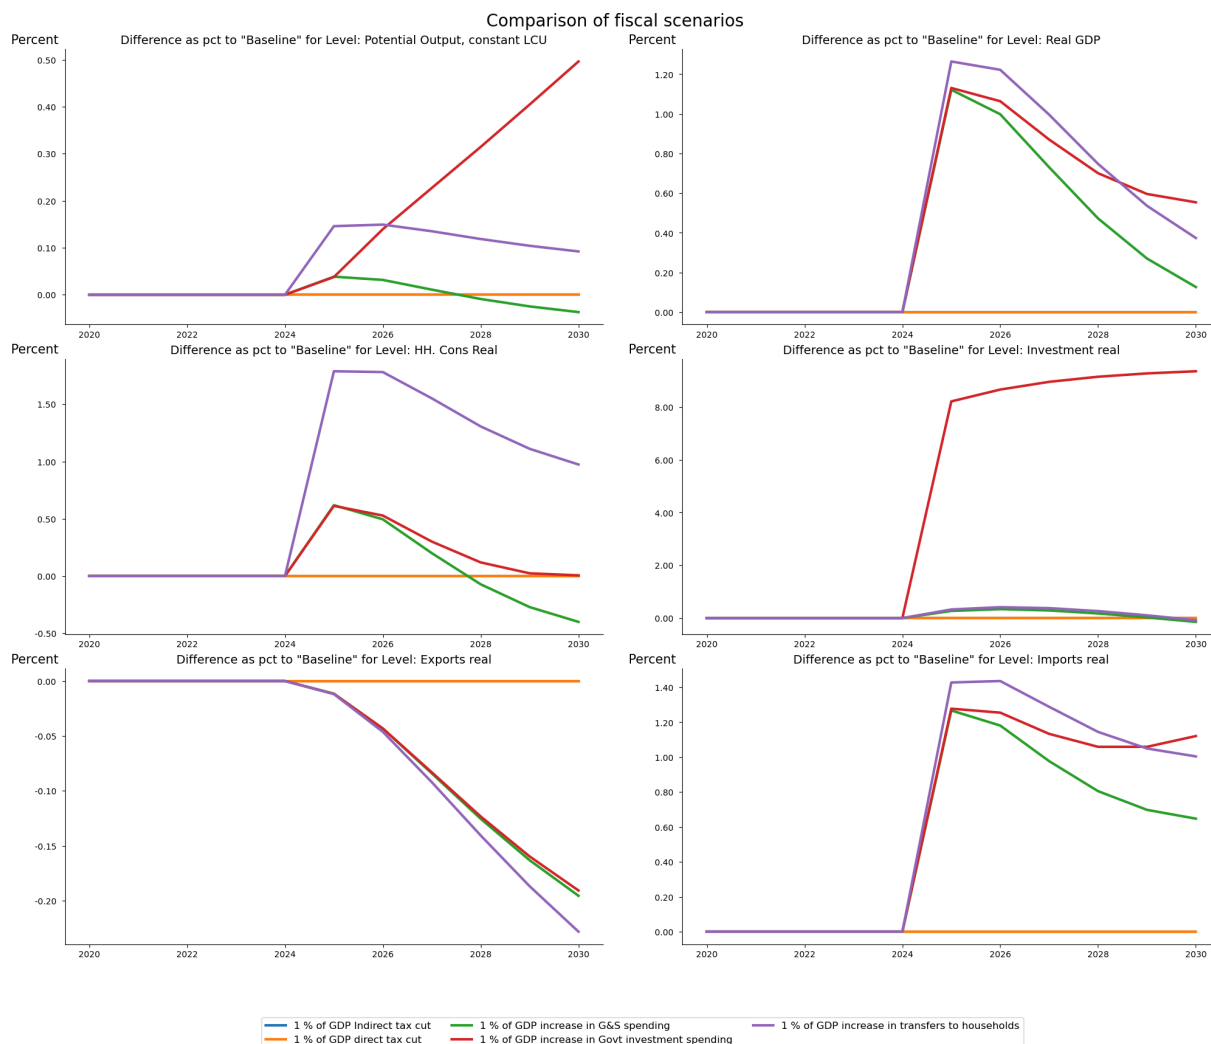 Comparison of fiscal scenarios
Percent
Difference as pct to "Baseline" for Level: Potential Output, constant LCU
0.50
0.40
0.30
0.20
0.10
0.00
2020 2022 2024 2026 2028 2030
Percent
Difference as pct to "Baseline" for Level: Real GDP
1.20
1.00
0.80
0.60
0.40
0.20
0.00
2020 2022 2024 2026 2028 2030
Percent
Difference as pct to "Baseline" for Level: HH. Cons Real
1.50
1.00
0.50
0.00
-0.50
2020 2022 2024 2026 2028 2030
Percent
Difference as pct to "Baseline" for Level: Investment real
8.00
6.00
4.00
2.00
0.00
2020 2022 2024 2026 2028 2030
Percent
Difference as pct to "Baseline" for Level: Exports real
0.00
-0.05
-0.10
-0.15
-0.20
2020 2022 2024 2026 2028 2030
Percent
Difference as pct to "Baseline" for Level: Imports real
1.40
1.20
1.00
0.80
0.60
0.40
0.20
0.00
2020 2022 2024 2026 2028 2030
1 % of GDP Indirect tax cut
1 % of GDP direct tax cut
1 % of GDP increase in G&S spending
1 % of GDP increase in Govt investment spending
1 % of GDP increase in transfers to households